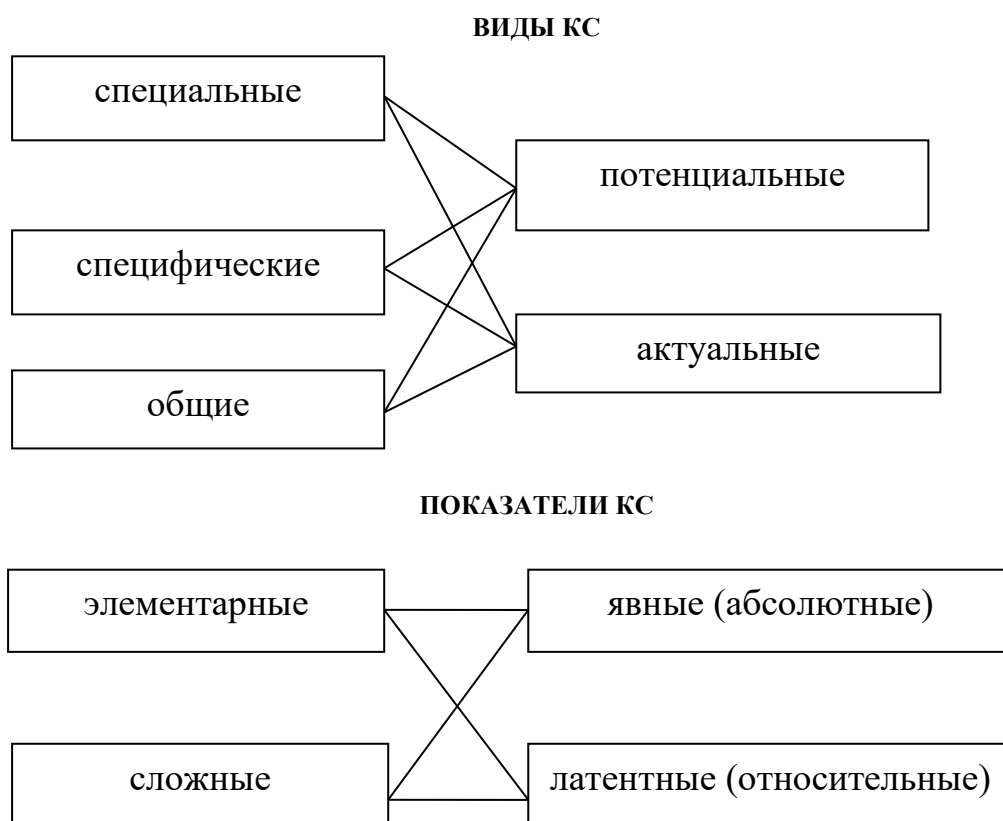 ВИДЫ КС
специальные
потенциальные
специфические
актуальные
общие
ПОКАЗАТЕЛИ КС
элементарные
явные (абсолютные)
сложные
латентные (относительные)